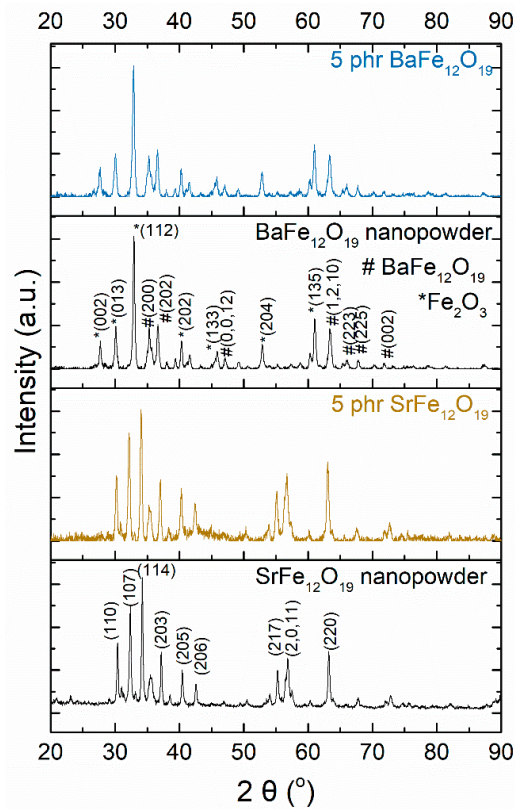 20 30 40 50 60 70 80 90
5 phr BaFe₁₂O₁₉
*(112)
BaFe₁₂O₁₉ nanopowder
# BaFe₁₂O₁₉
*Fe₂O₃
*(002)
*(013)
#(200)
#(202)
*(202)
*(133)
#(0,0,12)
*(204)
*(135)
#(1,2,10)
#(223)
#(225)
#(002)
Intensity (a.u.)
5 phr SrFe₁₂O₁₉
SrFe₁₂O₁₉ nanopowder
(110)
(107)
(114)
(203)
(205)
(206)
(217)
(2,0,11)
(220)
20 30 40 50 60 70 80 90
2 θ (°)